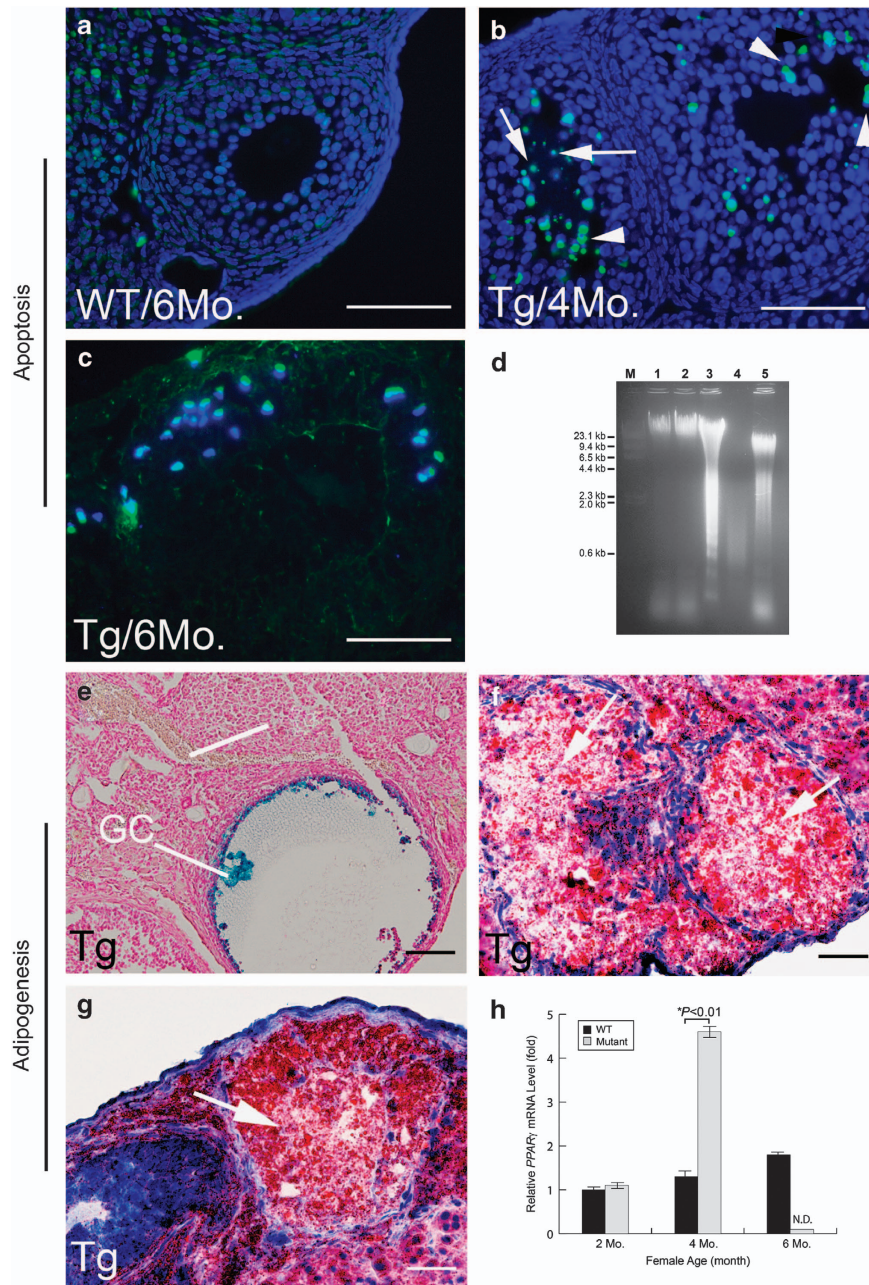 a
WT/6Mo.
b
Tg/4Mo.
Apoptosis
c
Tg/6Mo.
d
M 1 2 3 4 5
23.1 kb
9.4 kb
6.5 kb
4.4 kb
2.3 kb
2.0 kb
0.6 kb
e
GC
Tg
f
Tg
Adipogenesis
g
Tg
h
*P<0.01
WT
Mutant
Relative PPARγ mRNA Level (fold)
5
4
3
2
1
0
N.D.
2 Mo. 4 Mo. 6 Mo.
Female Age (month)